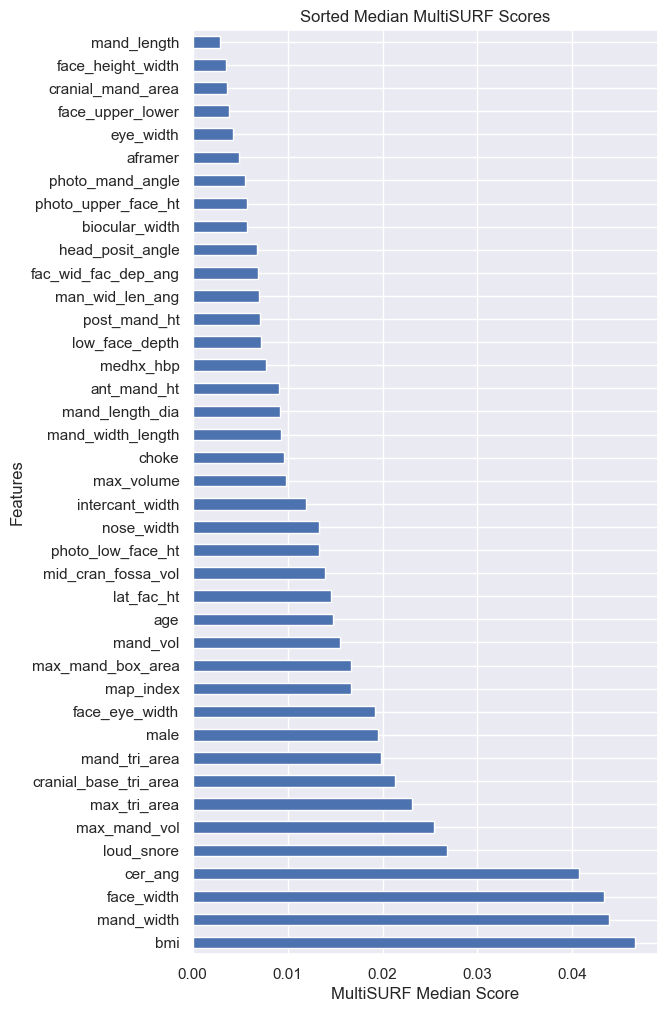 Sorted Median MultiSURF Scores
mand_length
face_height_width
cranial_mand_area
face_upper_lower
eye_width
aframer
photo_mand_angle
photo_upper_face_ht
biocular_width
head_posit_angle
fac_wid_fac_dep_ang
man_wid_len_ang
post_mand_ht
low_face_depth
medhx_hbp
ant_mand_ht
mand_length_dia
mand_width_length
choke
max_volume
intercant_width
nose_width
photo_low_face_ht
mid_cran_fossa_vol
lat_fac_ht
age
mand_vol
max_mand_box_area
map_index
face_eye_width
male
mand_tri_area
cranial_base_tri_area
max_tri_area
max_mand_vol
loud_snore
cer_ang
face_width
mand_width
bmi
Features
0.00 0.01 0.02 0.03 0.04
MultiSURF Median Score